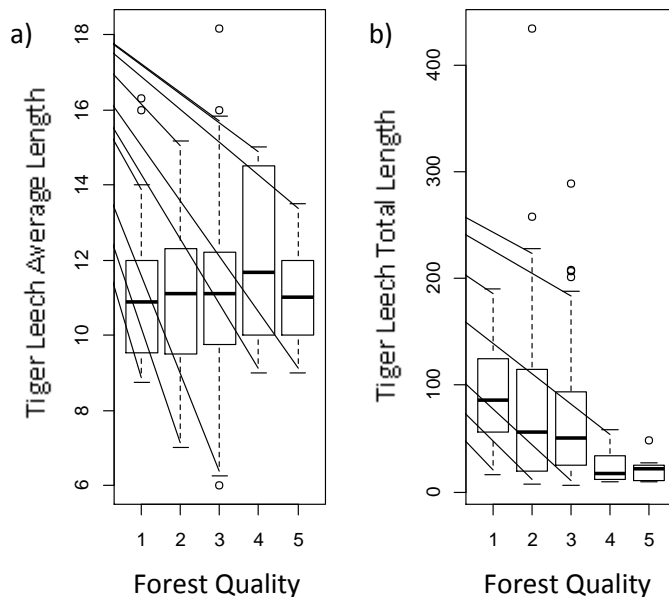 a)
Tiger Leech Average Length
18
16
14
12
10
8
6
1 2 3 4 5
Forest Quality
b)
Tiger Leech Total Length
400
300
200
100
0
1 2 3 4 5
Forest Quality